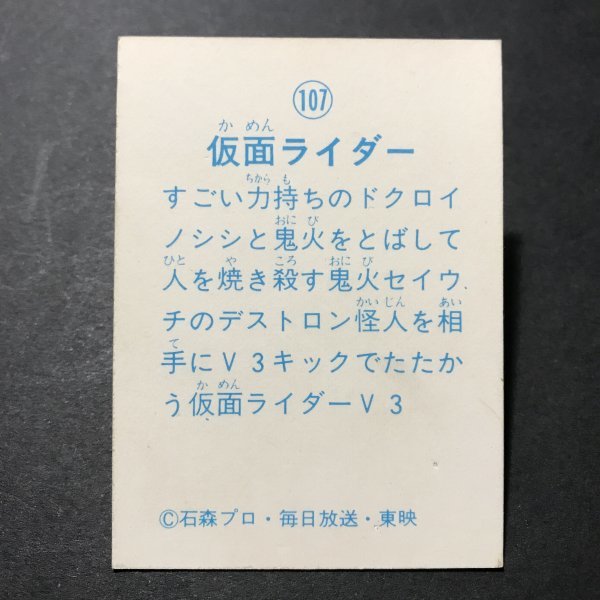 107
かめん
仮面ライダー
ちからも
すごい力持ちのドクロイ
おにび
ノシシと鬼火をとばして
ひとやころおにび
人を焼き殺す鬼火セイウ
かいじんあい
チのデストロン怪人を相
て
手にV3キックでたたか
かめん
う仮面ライダーV3
©石森プロ・毎日放送・東映